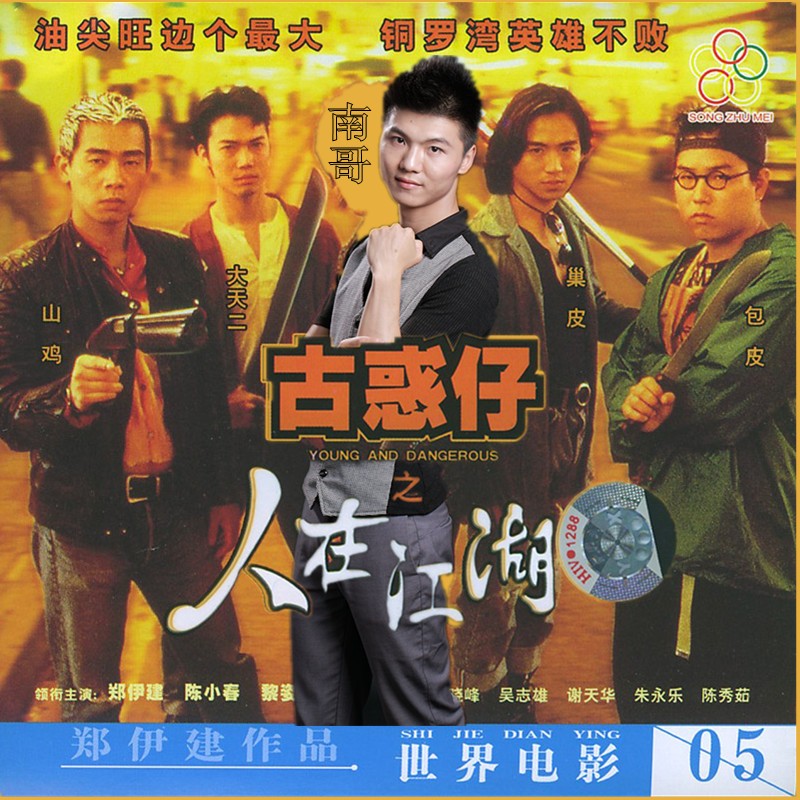 油尖旺边个最大 铜罗湾英雄不败
SONG ZHU MEI
南哥
大天二
山鸡
巢皮
包皮
古惑仔
YOUNG AND DANGEROUS
之
人在江湖
HIV●1288
领衔主演: 郑伊建 陈小春 黎姿 晓峰 吴志雄 谢天华 朱永乐 陈秀茹
郑伊建作品
SHI JIE DIAN YING
世界电影
05